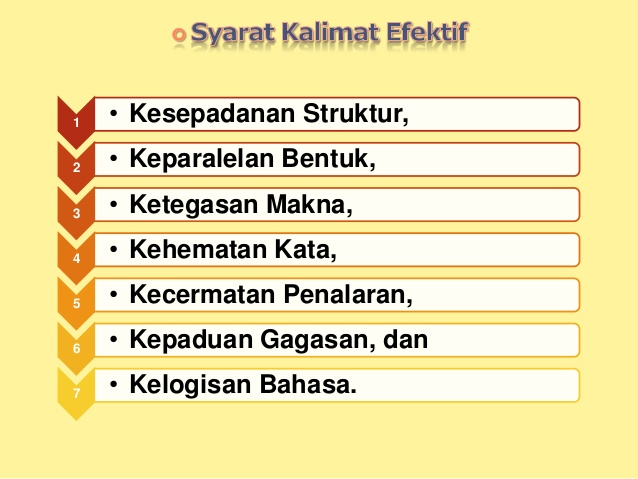 Syarat Kalimat Efektif
1 • Kesepadanan Struktur,
2 • Keparalelan Bentuk,
3 • Ketegasan Makna,
4 • Kehematan Kata,
5 • Kecermatan Penalaran,
6 • Kepaduan Gagasan, dan
7 • Kelogisan Bahasa.